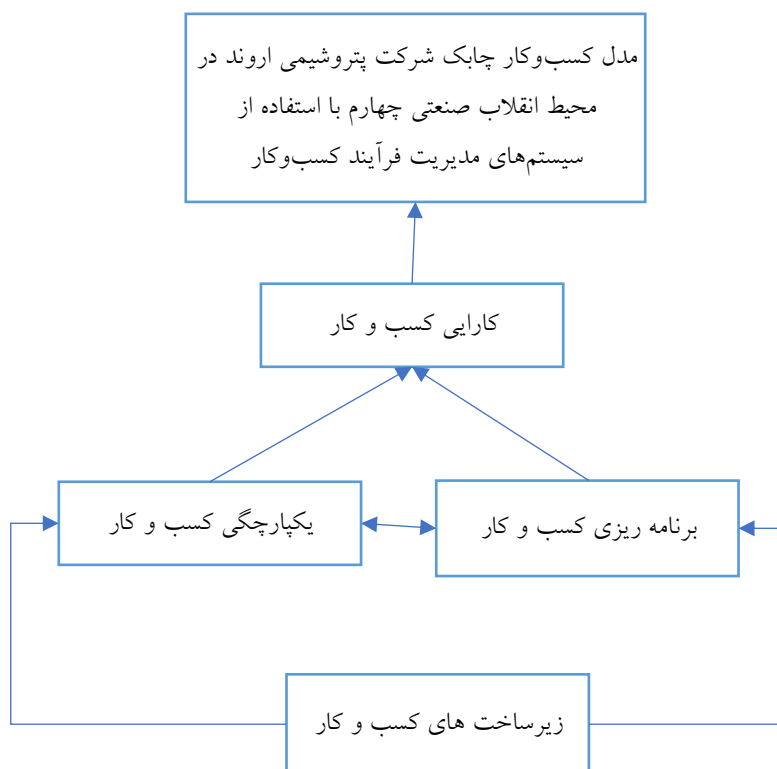 مدل کسب‌وکار چابک شرکت پتروشیمی اروند در
محیط انقلاب صنعتی چهارم با استفاده از
سیستم‌های مدیریت فرآیند کسب‌وکار
کارایی کسب و کار
برنامه ریزی کسب و کار
یکپارچگی کسب و کار
زیرساخت های کسب و کار